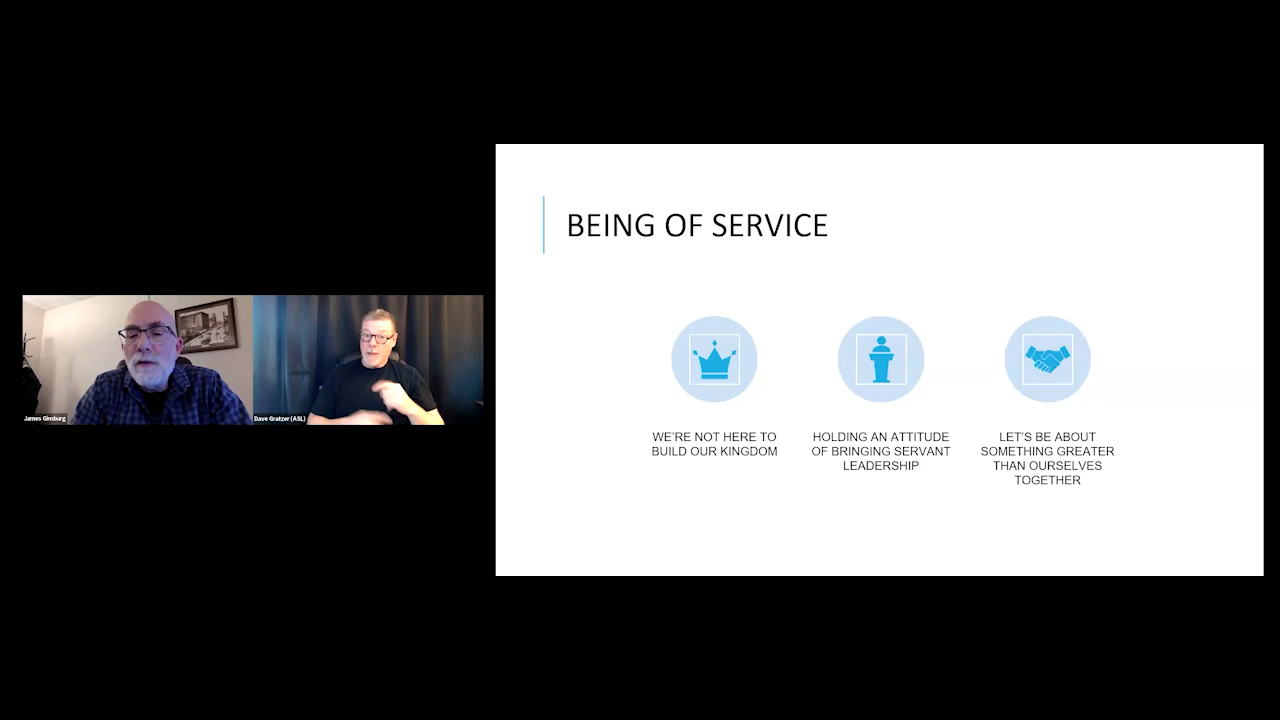 BEING OF SERVICE
WE'RE NOT HERE TO
BUILD OUR KINGDOM
HOLDING AN ATTITUDE
OF BRINGING SERVANT
LEADERSHIP
LET'S BE ABOUT
SOMETHING GREATER
THAN OURSELVES
TOGETHER
James Ginsburg
Dave Gratzer (ASL)